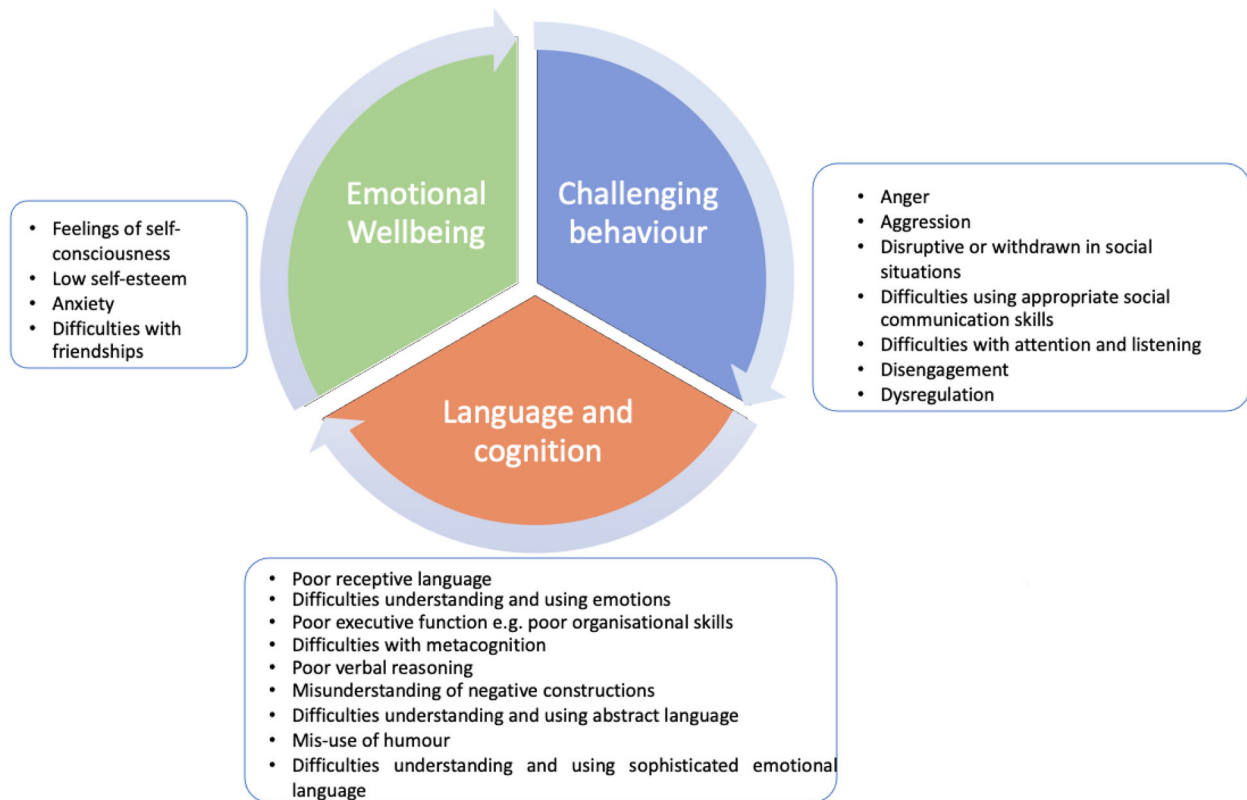 Emotional
Wellbeing
Challenging
behaviour
Language and
cognition
• Feelings of self-
consciousness
• Low self-esteem
• Anxiety
• Difficulties with
friendships
• Anger
• Aggression
• Disruptive or withdrawn in social
situations
• Difficulties using appropriate social
communication skills
• Difficulties with attention and listening
• Disengagement
• Dysregulation
• Poor receptive language
• Difficulties understanding and using emotions
• Poor executive function e.g. poor organisational skills
• Difficulties with metacognition
• Poor verbal reasoning
• Misunderstanding of negative constructions
• Difficulties understanding and using abstract language
• Mis-use of humour
• Difficulties understanding and using sophisticated emotional
language